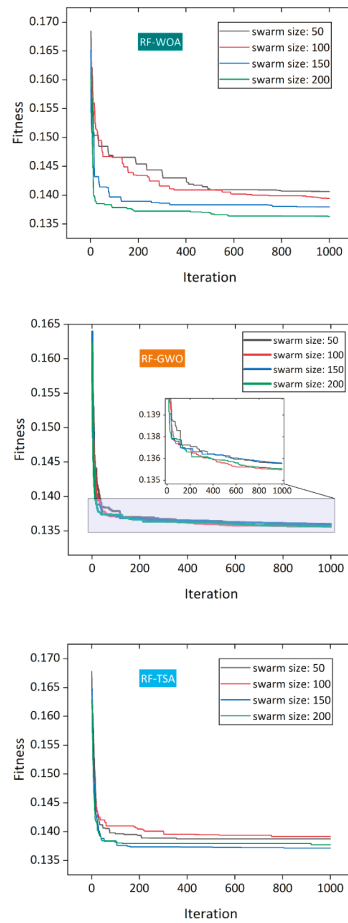 0.170
0.165
0.160
0.155
0.150
0.145
0.140
0.135
Fitness
RF-WOA
swarm size: 50
swarm size: 100
swarm size: 150
swarm size: 200
0 200 400 600 800 1000
Iteration
0.165
0.160
0.155
0.150
0.145
0.140
0.135
Fitness
RF-GWO
swarm size: 50
swarm size: 100
swarm size: 150
swarm size: 200
0.139
0.138
0.136
0.135
0 200 400 600 800 1000
0 200 400 600 800 1000
Iteration
0.170
0.165
0.160
0.155
0.150
0.145
0.140
0.135
Fitness
RF-TSA
swarm size: 50
swarm size: 100
swarm size: 150
swarm size: 200
0 200 400 600 800 1000
Iteration